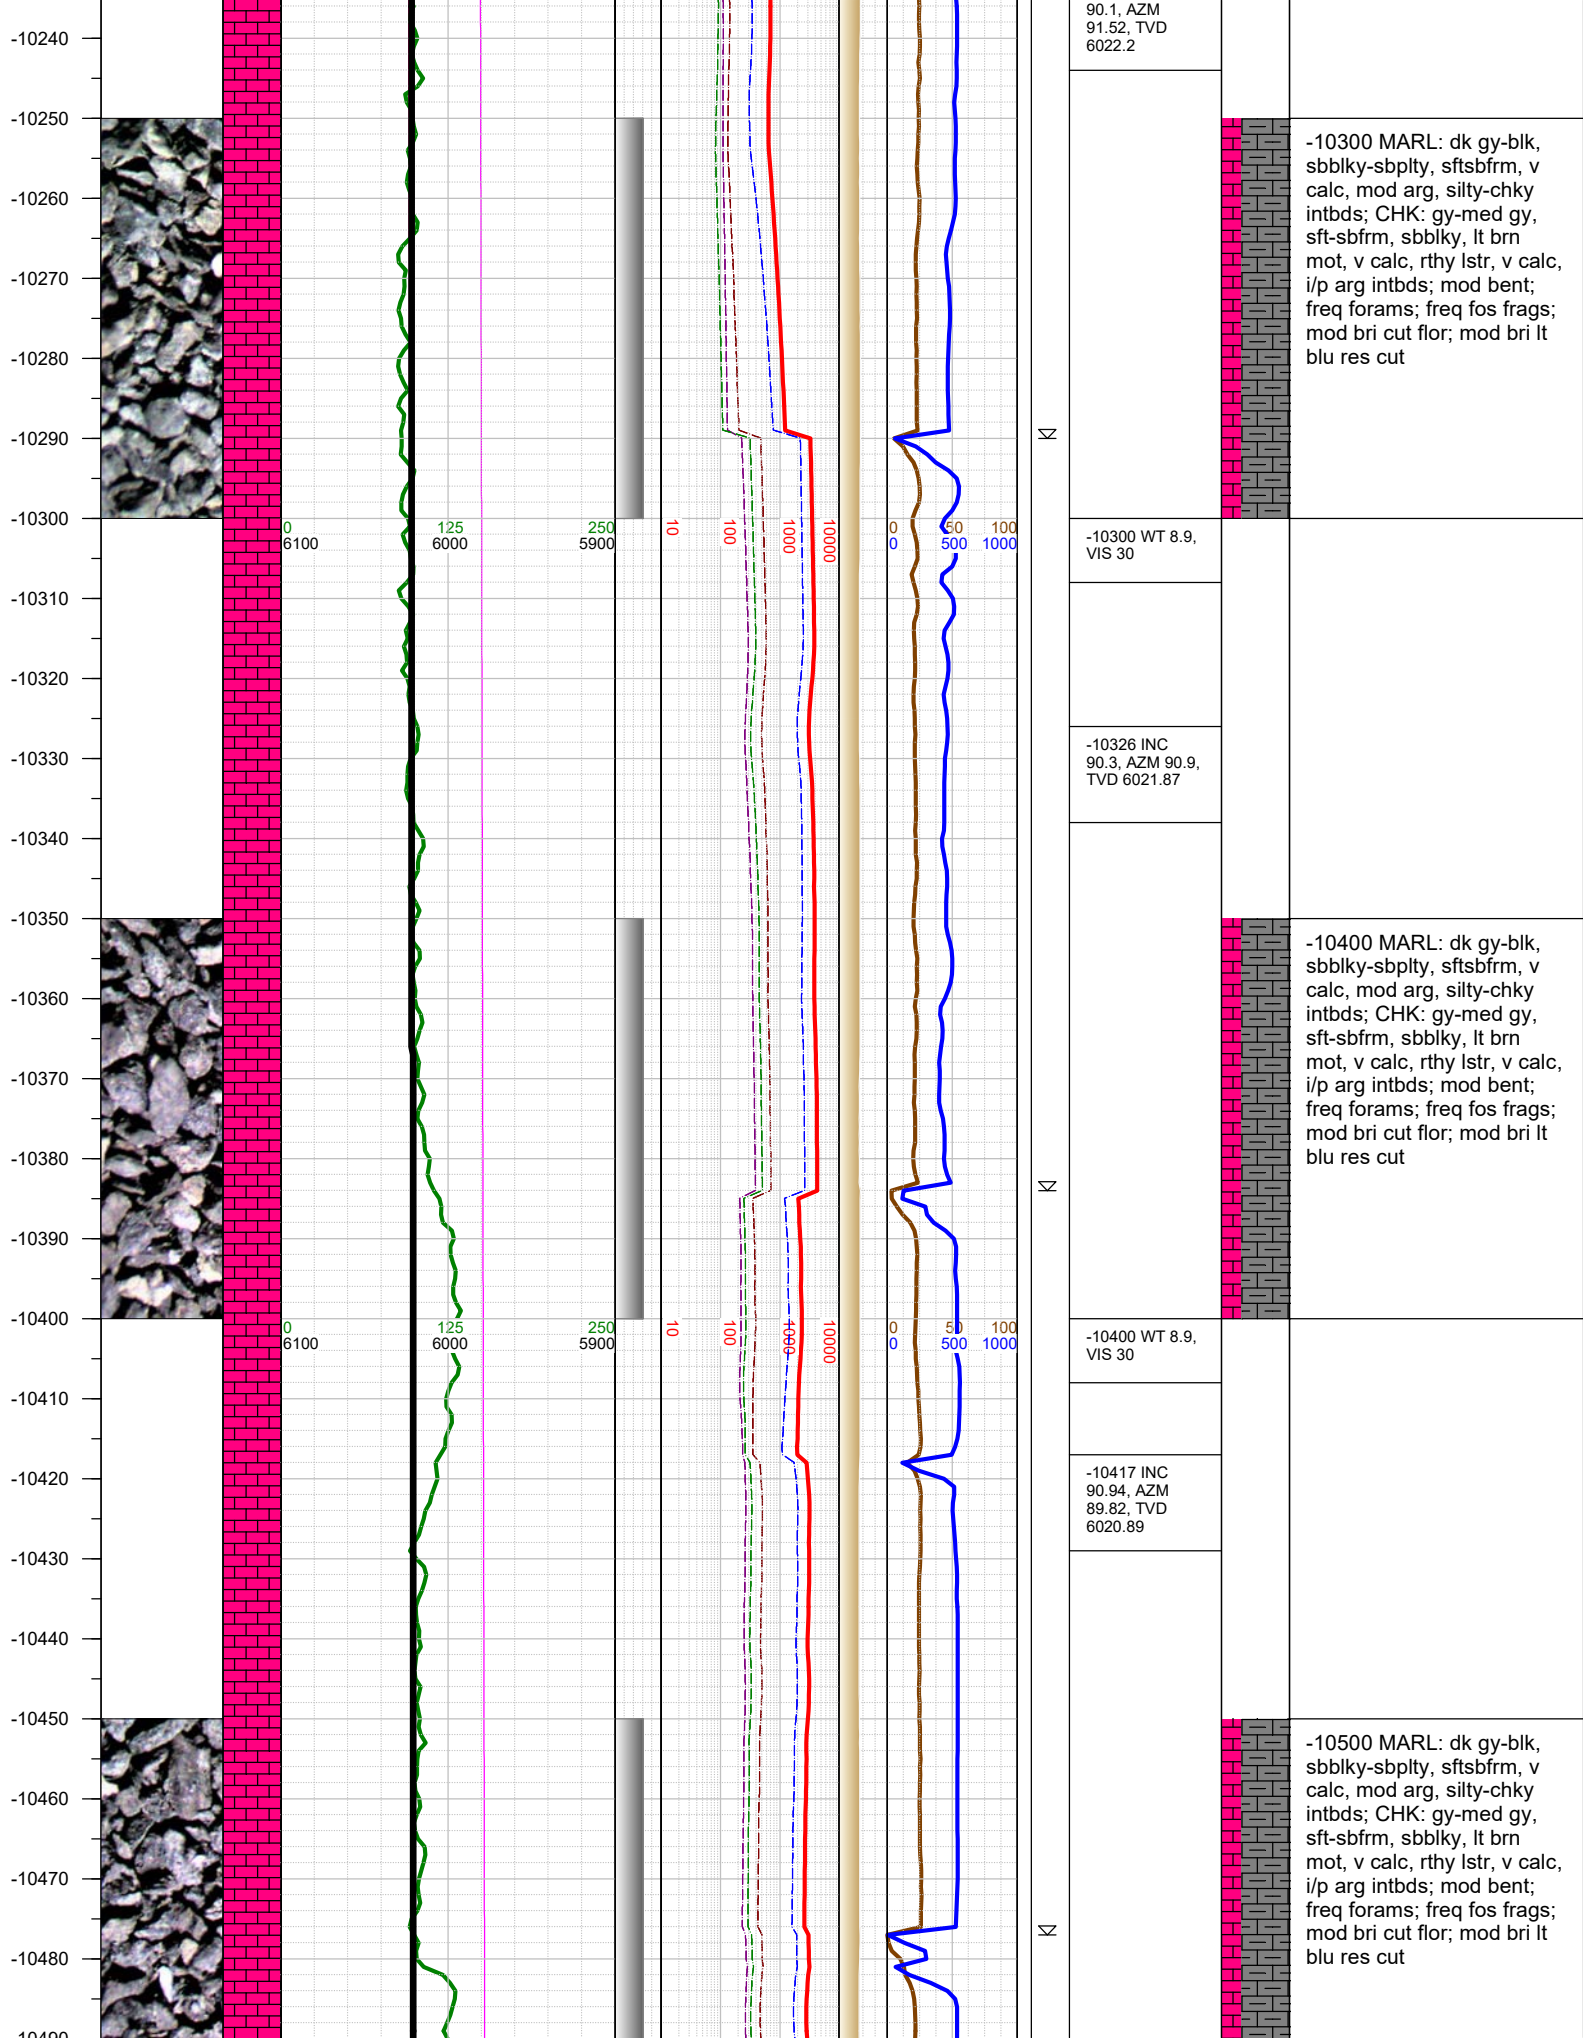 -10240
-10250
-10260
-10270
-10280
-10290
-10300
-10310
-10320
-10330
-10340
-10350
-10360
-10370
-10380
-10390
-10400
-10410
-10420
-10430
-10440
-10450
-10460
-10470
-10480
-10490
0 125 250
6100 6000 5900
10 100 1000 10000
0 50 100
0 500 1000
0 125 250
6100 6000 5900
10 100 1000 10000
0 50 100
0 500 1000
90.1, AZM
91.52, TVD
6022.2
-10300 WT 8.9,
VIS 30
-10326 INC
90.3, AZM 90.9,
TVD 6021.87
-10400 WT 8.9,
VIS 30
-10417 INC
90.94, AZM
89.82, TVD
6020.89
-10300 MARL: dk gy-blk,
sbblky-sbplty, sftsbfrm, v
calc, mod arg, silty-chky
intbds; CHK: gy-med gy,
sft-sbfrm, sbblky, lt brn
mot, v calc, rthy lstr, v calc,
i/p arg intbds; mod bent;
freq forams; freq fos frags;
mod bri cut flor; mod bri lt
blu res cut
-10400 MARL: dk gy-blk,
sbblky-sbplty, sftsbfrm, v
calc, mod arg, silty-chky
intbds; CHK: gy-med gy,
sft-sbfrm, sbblky, lt brn
mot, v calc, rthy lstr, v calc,
i/p arg intbds; mod bent;
freq forams; freq fos frags;
mod bri cut flor; mod bri lt
blu res cut
-10500 MARL: dk gy-blk,
sbblky-sbplty, sftsbfrm, v
calc, mod arg, silty-chky
intbds; CHK: gy-med gy,
sft-sbfrm, sbblky, lt brn
mot, v calc, rthy lstr, v calc,
i/p arg intbds; mod bent;
freq forams; freq fos frags;
mod bri cut flor; mod bri lt
blu res cut